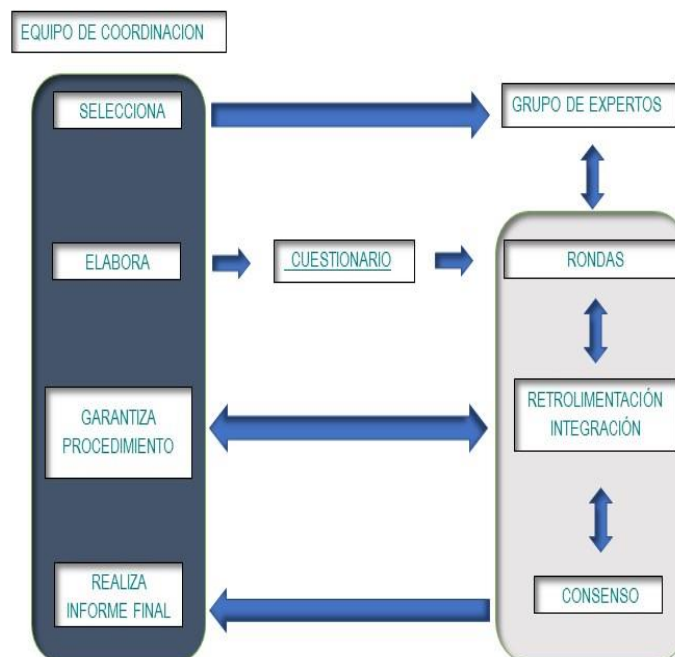 EQUIPO DE COORDINACION
SELECCIONA
GRUPO DE EXPERTOS
ELABORA
CUESTIONARIO
RONDAS
GARANTIZA
PROCEDIMIENTO
RETROLIMENTACIÓN
INTEGRACIÓN
REALIZA
INFORME FINAL
CONSENSO